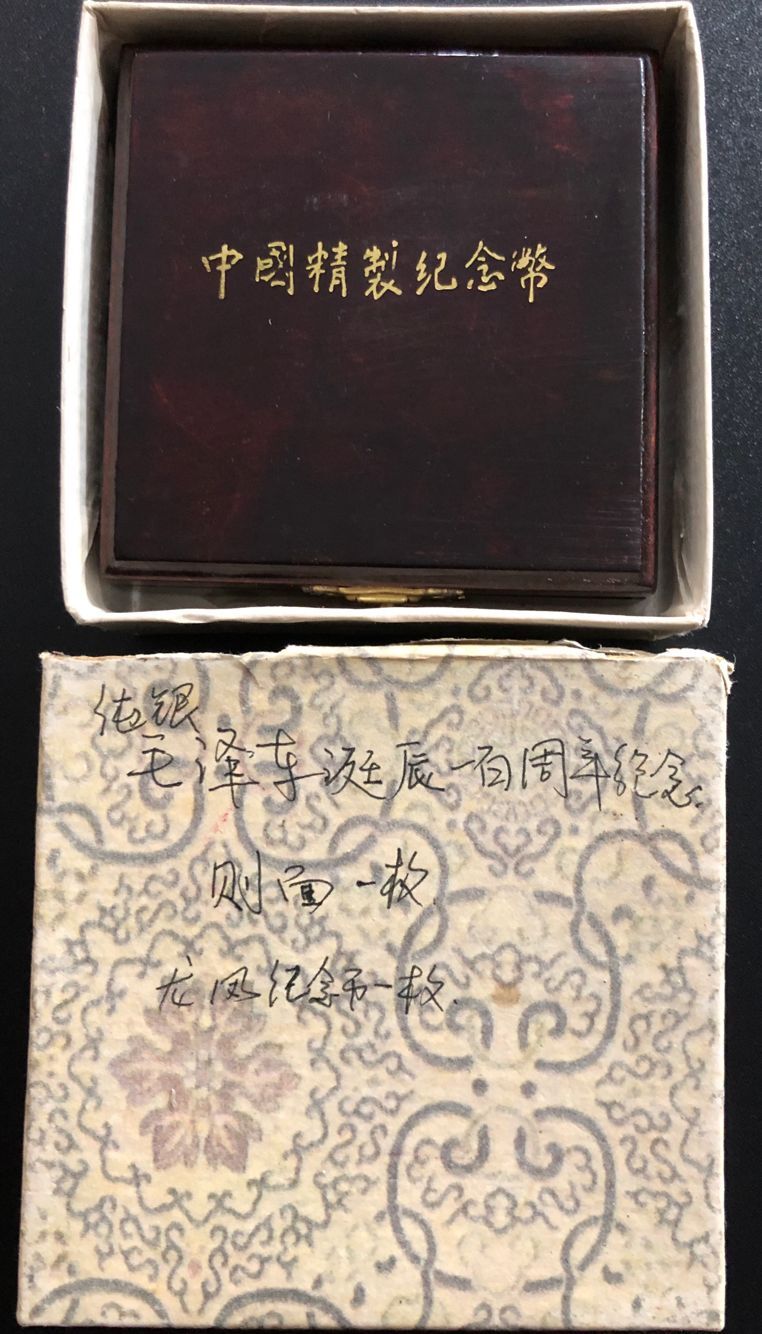 中國精製纪念幣
纯银
毛泽东诞辰一百周年纪念
则面一枚.
龙凤纪念币一枚.